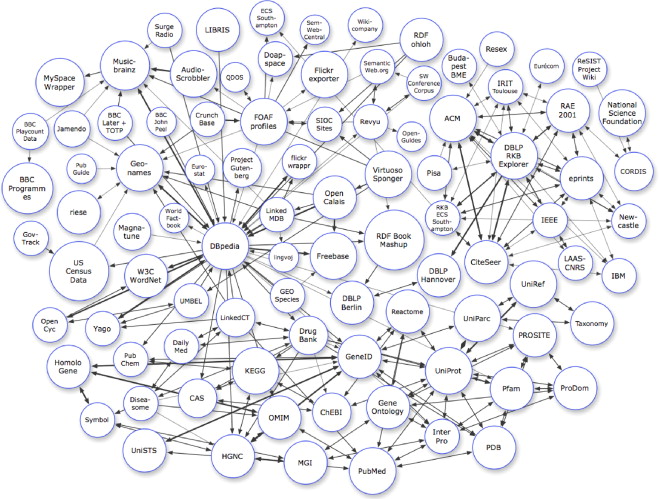 ECS
South-
ampton
Sem-
Web-
Central
Wiki-
company
Surge
Radio
LIBRIS
Doap-
space
RDF
ohloh
Resex
Music-
brainz
Audio-
Scrobbler
QDOS
Flickr
exporter
Semantic
Web.org
Buda-
pest
BME
Eurécom
MySpace
Wrapper
SW
Conference
Corpus
IRIT
Toulouse
ReSIST
Project
Wiki
BBC
Playcount
Data
Jamendo
BBC
Later +
TOTP
BBC
John
Peel
Crunch
Base
FOAF
profiles
SIOC
Sites
Revyu
Open-
Guides
ACM
RAE
2001
National
Science
Foundation
BBC
Programm
es
Pub
Guide
Geo-
names
Euro-
stat
Project
Guten-
berg
flickr
wrappr
Virtuoso
Sponger
Pisa
DBLP
RKB
Explorer
eprints
CORDIS
riese
World
Fact-
book
Linked
MDB
Open
Calais
RKB
ECS
South-
ampton
IEEE
New-
castle
Gov-
Track
Magna-
tune
DBpedia
RDF Book
Mashup
US
Census
Data
W3C
WordNet
lingvoj
Freebase
CiteSeer
LAAS-
CNRS
IBM
DBLP
Hannover
UMBEL
GEO
Species
DBLP
Berlin
UniRef
Open
Cyc
Yago
LinkedCT
Reactome
UniParc
Taxonomy
Drug
Bank
PROSITE
Homolo
Gene
Pub
Chem
Daily
Med
KEGG
GeneID
UniProt
Pfam
ProDom
Symbol
Disea-
some
CAS
OMIM
ChEBI
Gene
Ontology
Inter
Pro
UniSTS
HGNC
MGI
PubMed
PDB